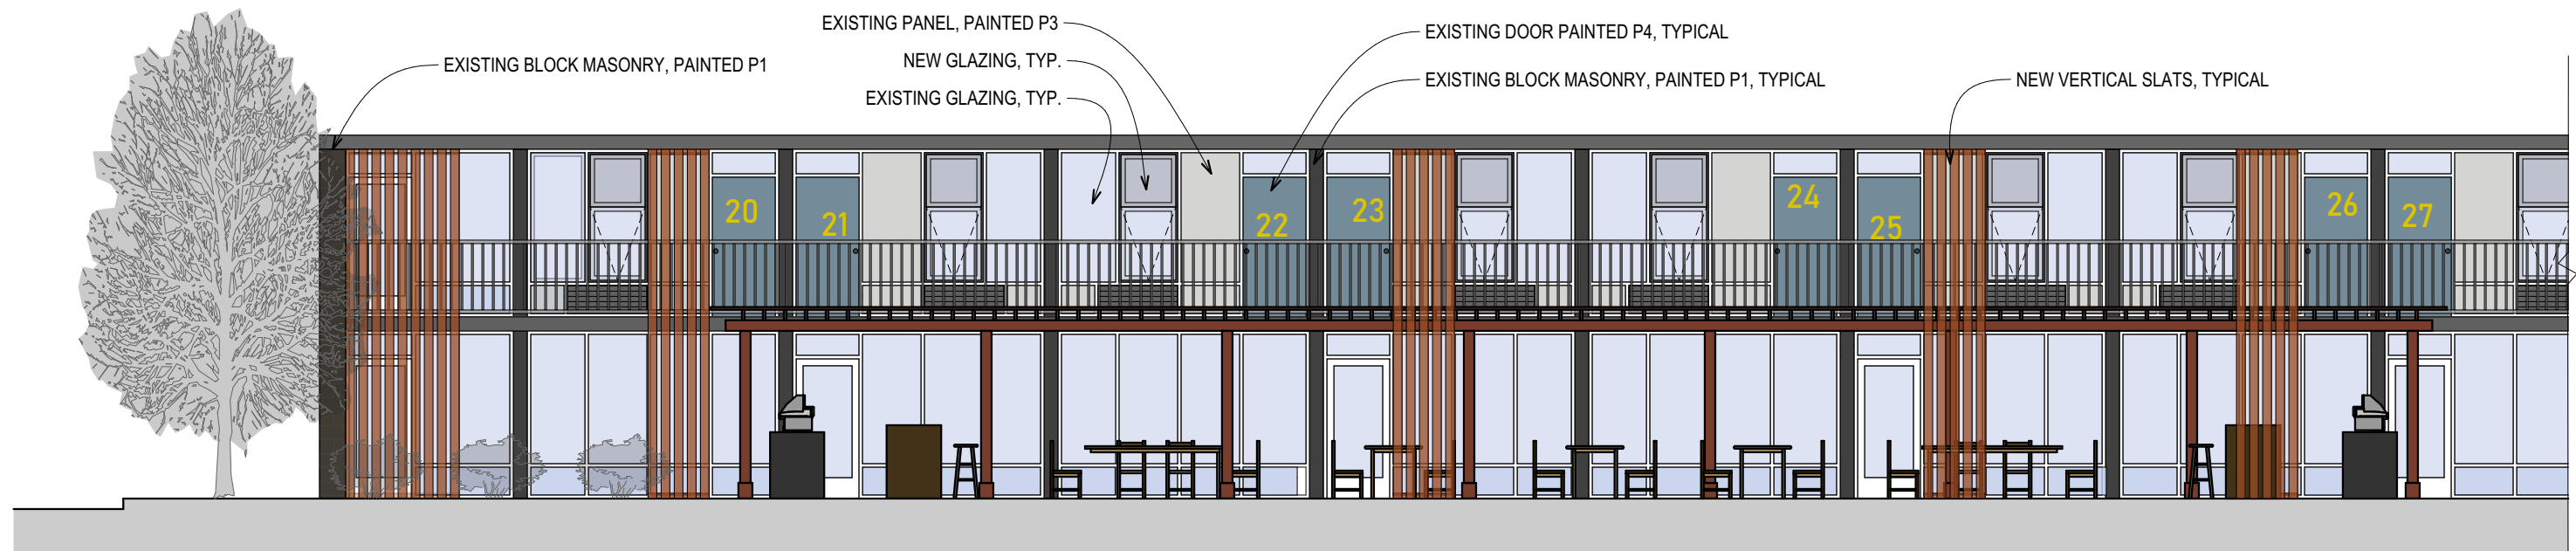 EXISTING PANEL, PAINTED P3
EXISTING DOOR PAINTED P4, TYPICAL
NEW GLAZING, TYP.
EXISTING BLOCK MASONRY, PAINTED P1
EXISTING BLOCK MASONRY, PAINTED P1, TYPICAL
NEW VERTICAL SLATS, TYPICAL
EXISTING GLAZING, TYP.
20
21
22
23
24
25
26
27